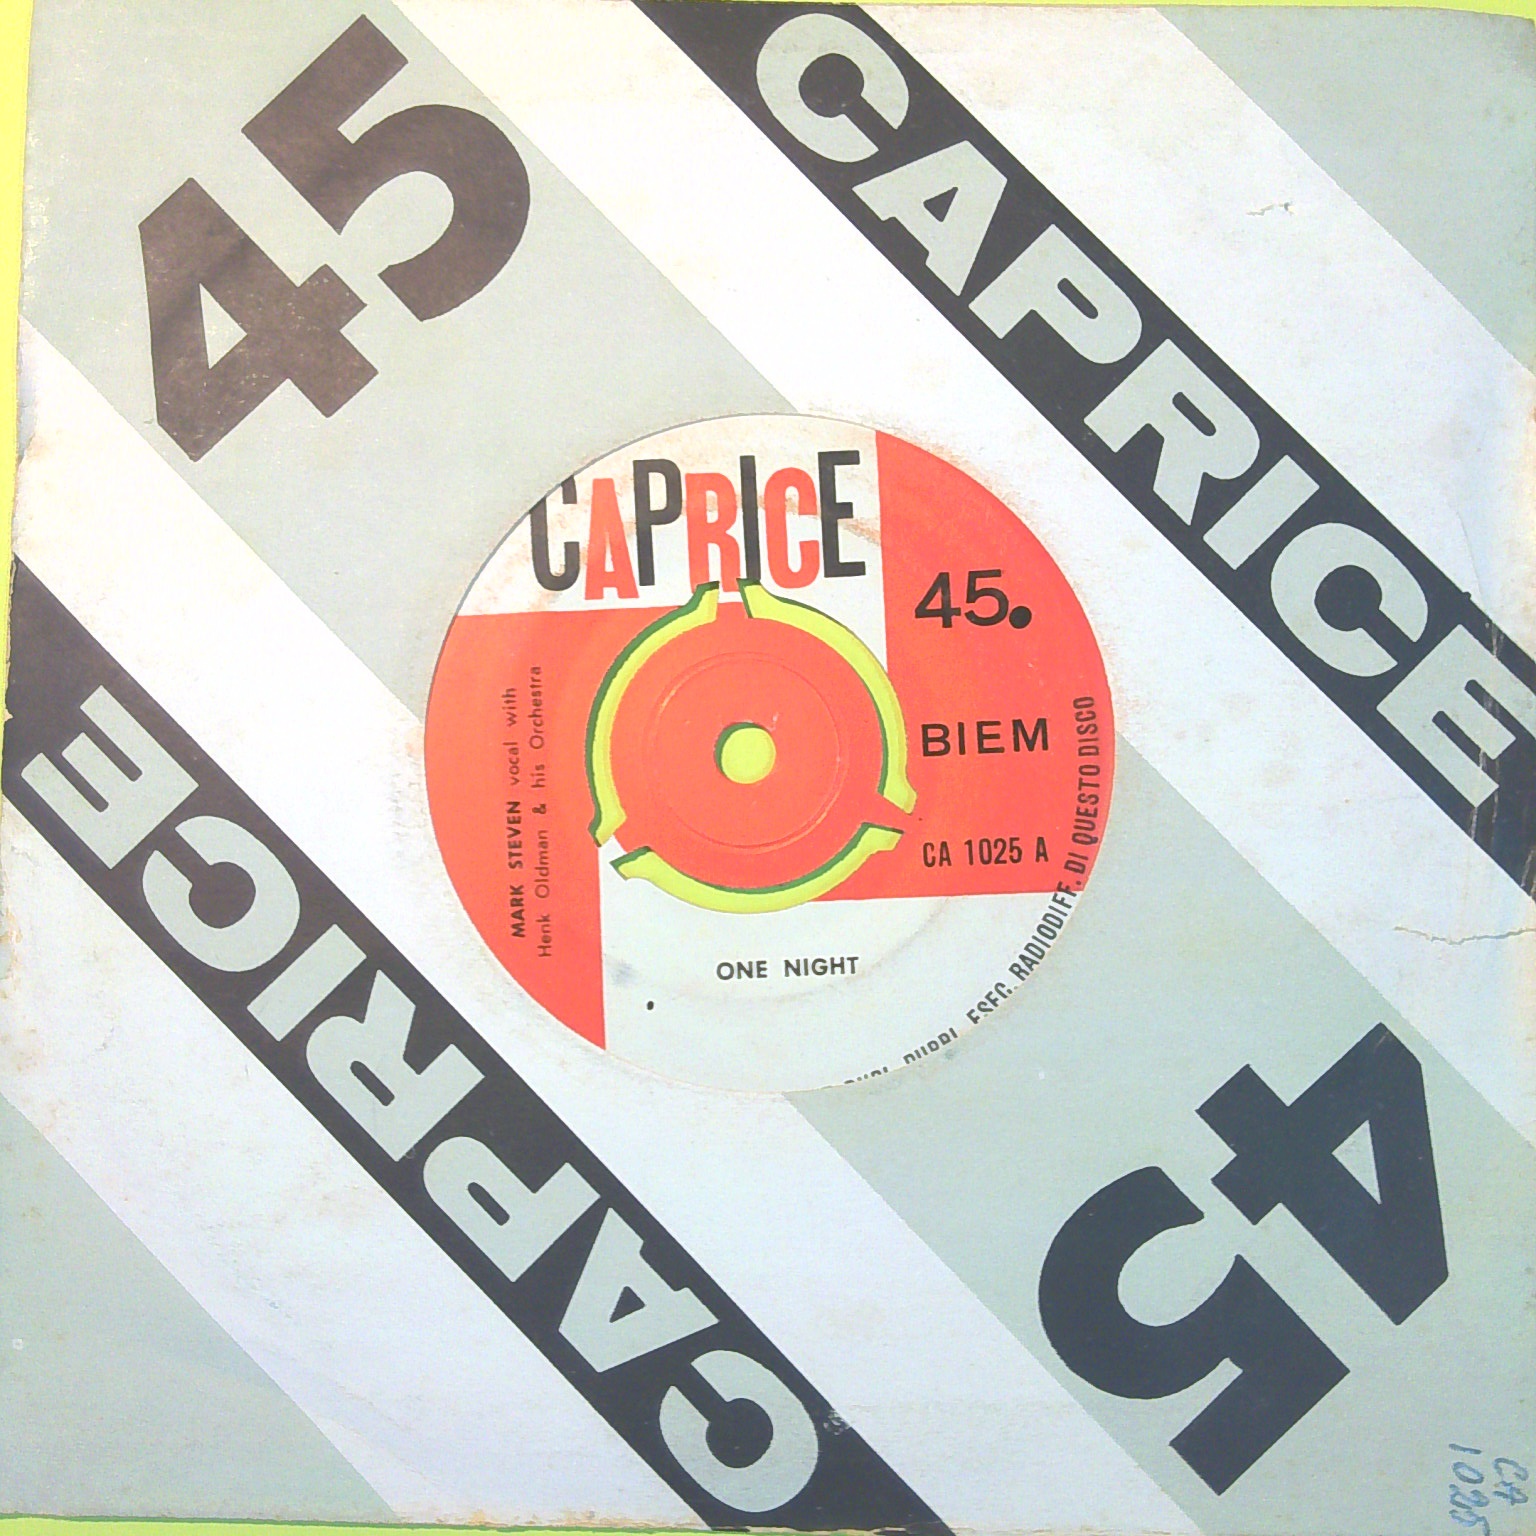 45
CAPRICE
CAPRICE
45.
BIEM
CA 1025 A
MARK STEVEN vocal with
Henk Oldman & his Orchestra
ONE NIGHT
ESEC. RADIODIFF. DI QUESTO DISCO
CAPRICE
45
CA
1025